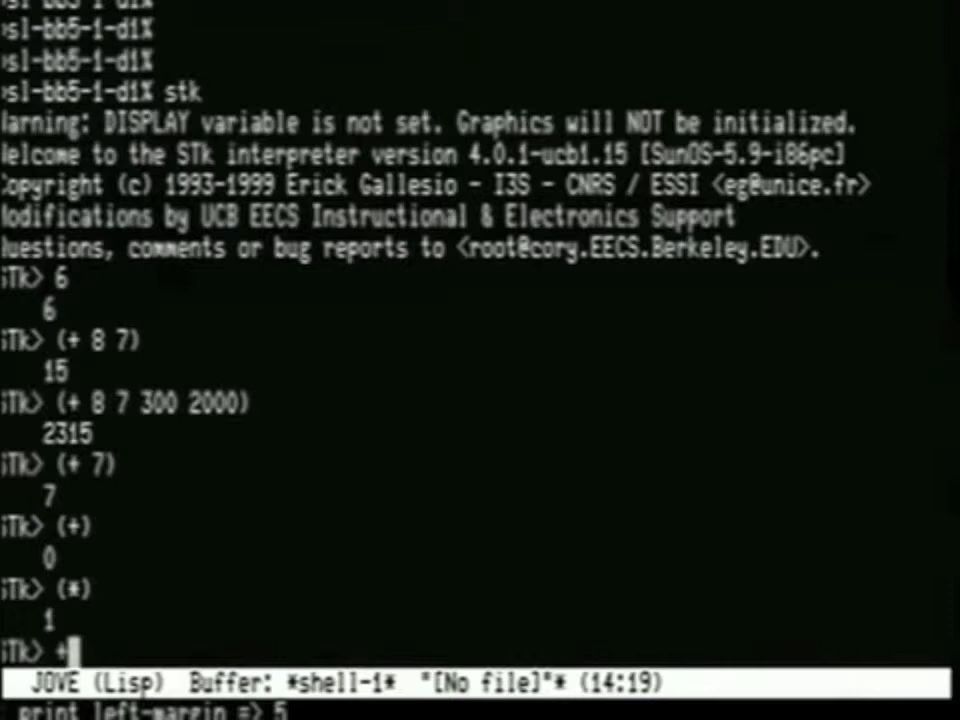 sl-bb5-1-d1%
sl-bb5-1-d1%
sl-bb5-1-d1%
sl-bb5-1-d1% stk
arning: DISPLAY variable is not set. Graphics will NOT be initialized.
elcome to the STk interpreter version 4.0.1-ucb1.15 [SunOS-5.9-i86pc]
opyright (c) 1993-1999 Erick Gallesio - I3S - CNRS / ESSI <eg@unice.fr>
odifications by UCB EECS Instructional & Electronics Support
uestions, comments or bug reports to <root@cory.EECS.Berkeley.EDU>.
Tk> 6
6
Tk> (+ 8 7)
15
Tk> (+ 8 7 300 2000)
2315
Tk> (+ 7)
7
Tk> (+)
0
Tk> (*)
1
Tk> +
JOVE (Lisp) Buffer: *shell-1* "[No file]"* (14:19)
print left-margin => 5